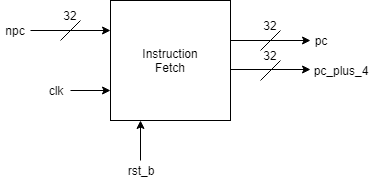 32
npc
clk
Instruction
Fetch
32
pc
32
pc_plus_4
rst_b